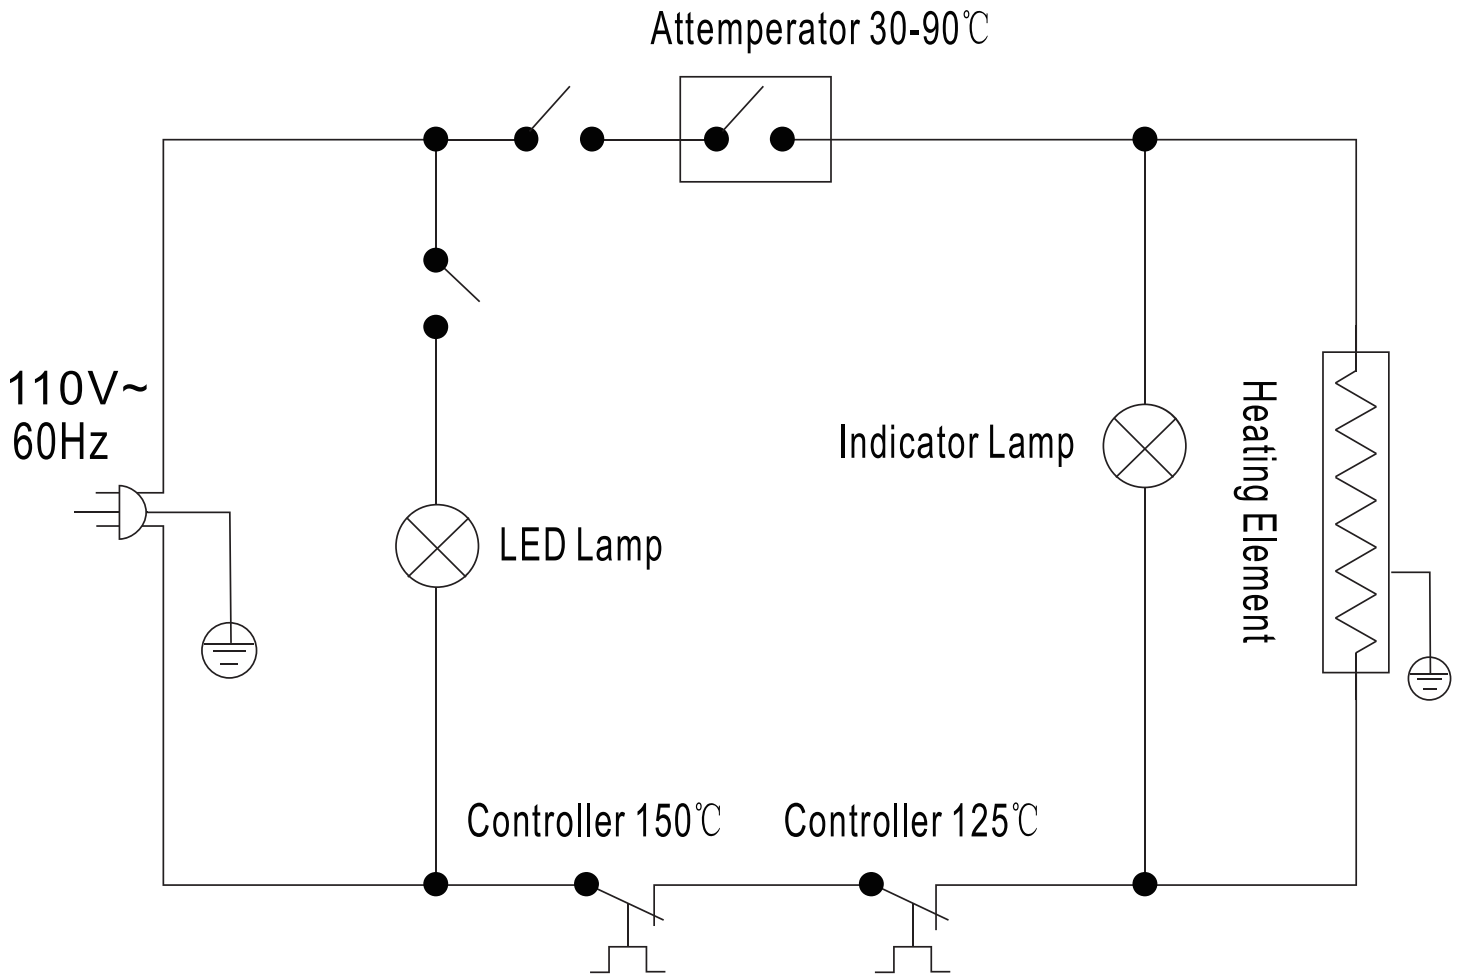 Attemperator 30-90℃
110V~
60Hz
Indicator Lamp
Heating Element
LED Lamp
Controller 150℃
Controller 125℃